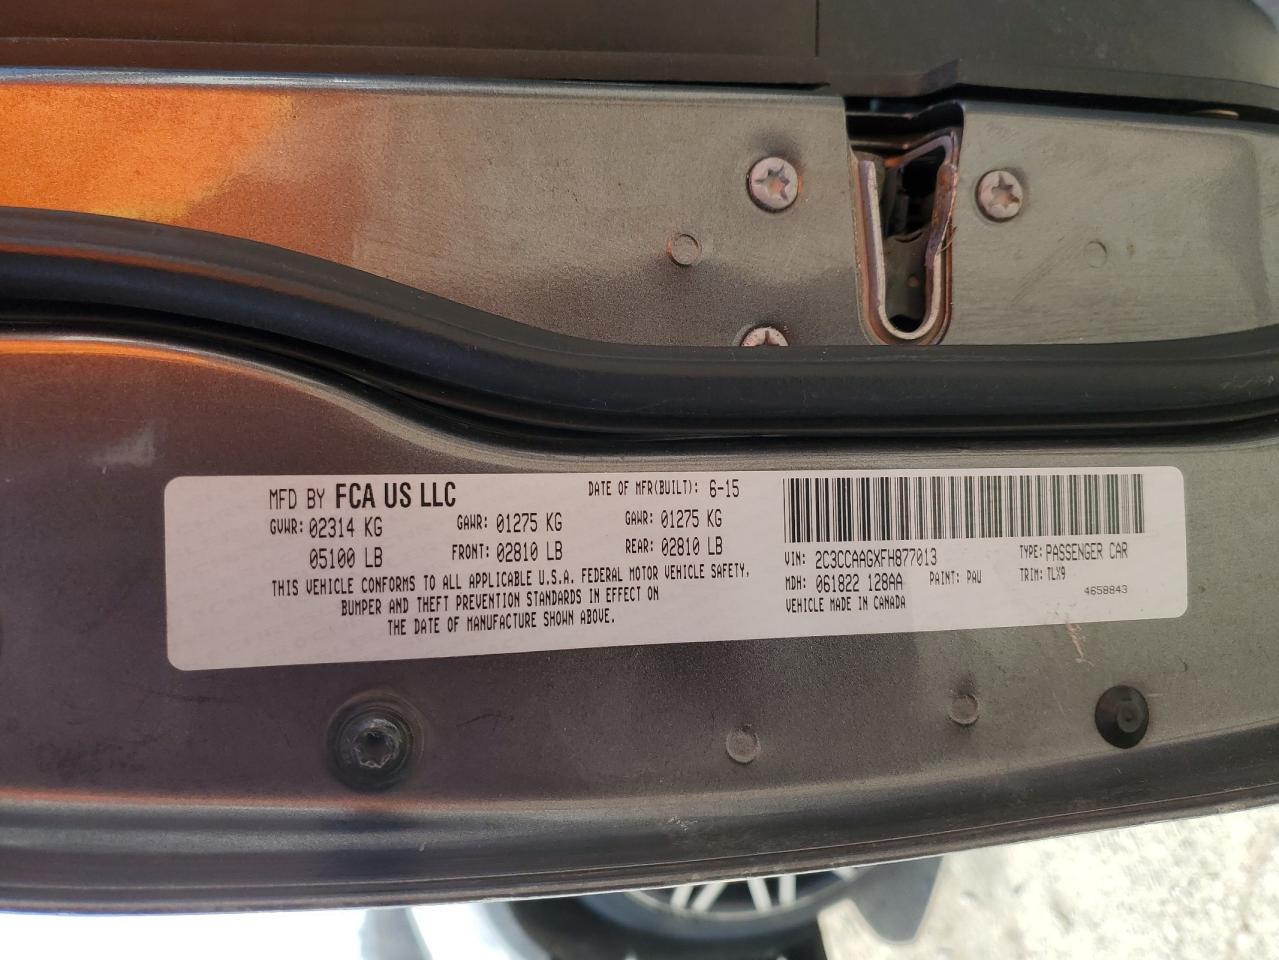 MFD BY FCA US LLC DATE OF MFR(BUILT): 6-15
GVWR: 02314 KG GAWR: 01275 KG GAWR: 01275 KG
05100 LB FRONT: 02810 LB REAR: 02810 LB
THIS VEHICLE CONFORMS TO ALL APPLICABLE U.S.A. FEDERAL MOTOR VEHICLE SAFETY,
BUMPER AND THEFT PREVENTION STANDARDS IN EFFECT ON
THE DATE OF MANUFACTURE SHOWN ABOVE.
VIN: 2C3CCAAGXFH877013 TYPE: PASSENGER CAR
MDH: 061822 128AA PAINT: PAU TRIM: TLX9
VEHICLE MADE IN CANADA 4658843